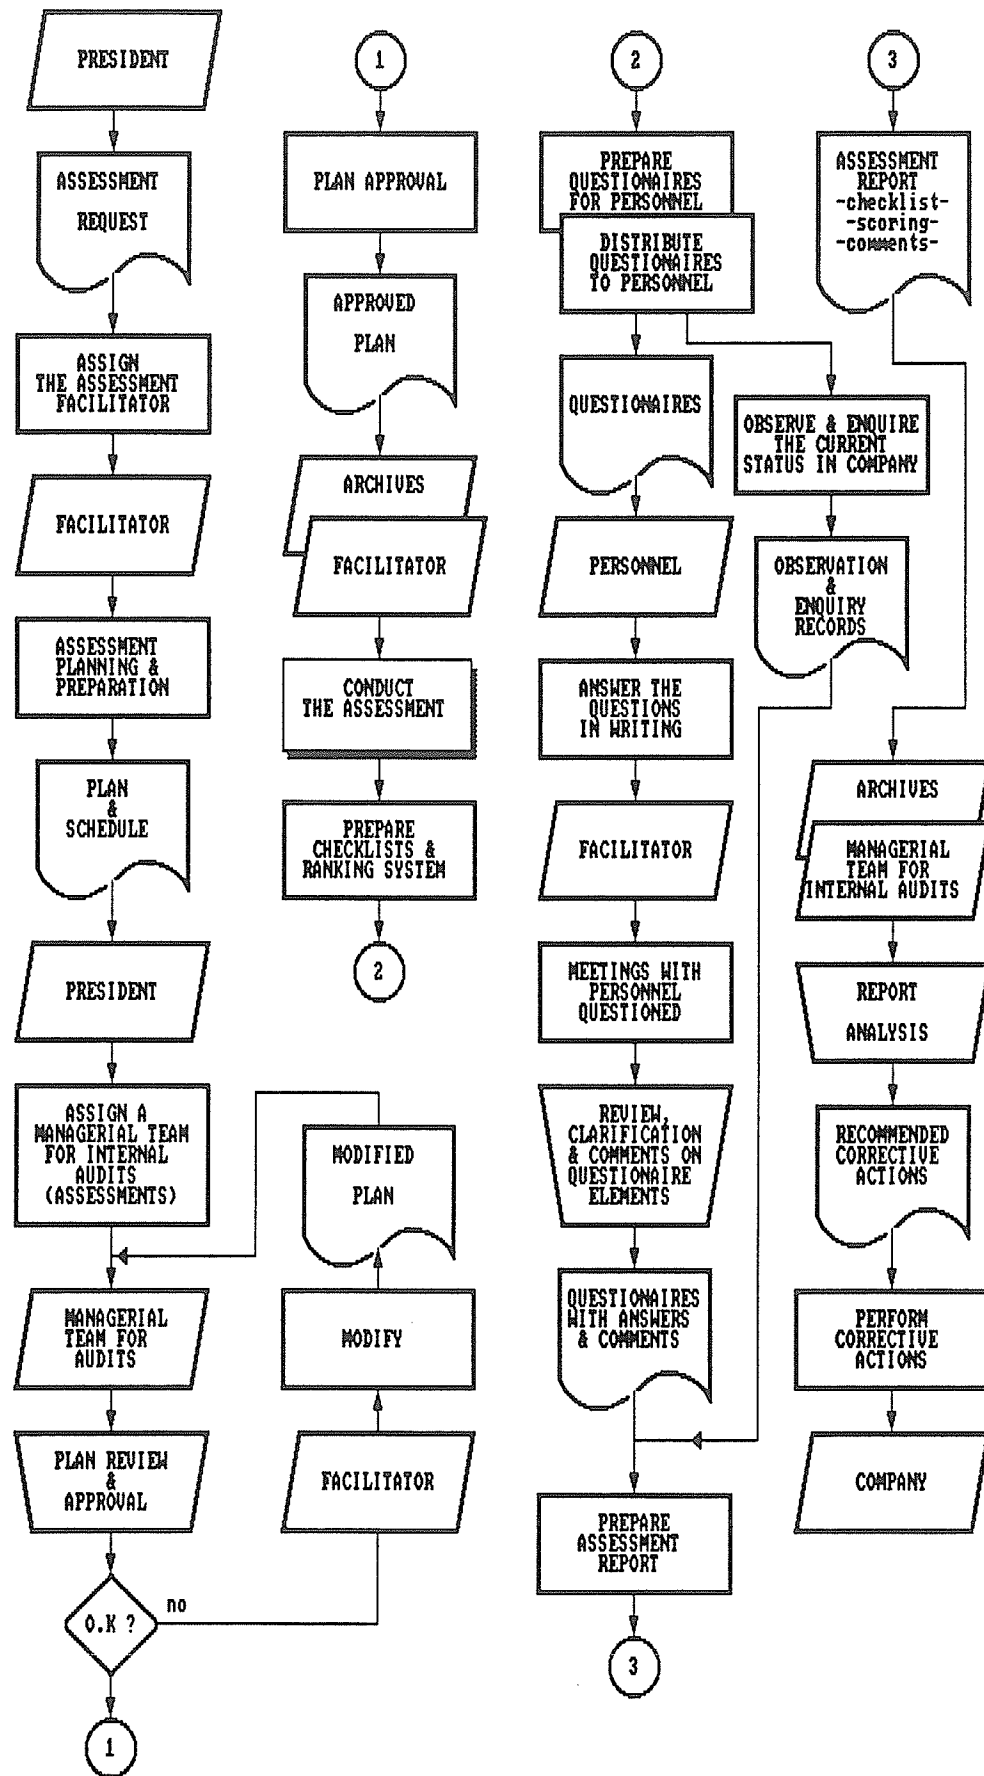 PRESIDENT
ASSESSMENT
REQUEST
ASSIGN
THE ASSESSMENT
FACILITATOR
FACILITATOR
ASSESSMENT
PLANNING &
PREPARATION
PLAN
&
SCHEDULE
PRESIDENT
ASSIGN A
MANAGERIAL TEAM
FOR INTERNAL
AUDITS
(ASSESSMENTS)
MANAGERIAL
TEAM FOR
AUDITS
PLAN REVIEW
&
APPROVAL
O.K ?
no
1
1
PLAN APPROVAL
APPROVED
PLAN
ARCHIVES
FACILITATOR
CONDUCT
THE ASSESSMENT
PREPARE
CHECKLISTS &
RANKING SYSTEM
2
MODIFIED
PLAN
MODIFY
FACILITATOR
2
PREPARE
QUESTIONAIRES
FOR PERSONNEL
DISTRIBUTE
QUESTIONAIRES
TO PERSONNEL
QUESTIONAIRES
PERSONNEL
ANSWER THE
QUESTIONS
IN WRITING
FACILITATOR
MEETINGS WITH
PERSONNEL
QUESTIONED
REVIEW,
CLARIFICATION
& COMMENTS ON
QUESTIONAIRE
ELEMENTS
QUESTIONAIRES
WITH ANSWERS
& COMMENTS
PREPARE
ASSESSMENT
REPORT
3
OBSERVE & ENQUIRE
THE CURRENT
STATUS IN COMPANY
OBSERVATION
&
ENQUIRY
RECORDS
3
ASSESSMENT
REPORT
-checklist-
-scoring-
-comments-
ARCHIVES
MANAGERIAL
TEAM FOR
INTERNAL AUDITS
REPORT
ANALYSIS
RECOMMENDED
CORRECTIVE
ACTIONS
PERFORM
CORRECTIVE
ACTIONS
COMPANY